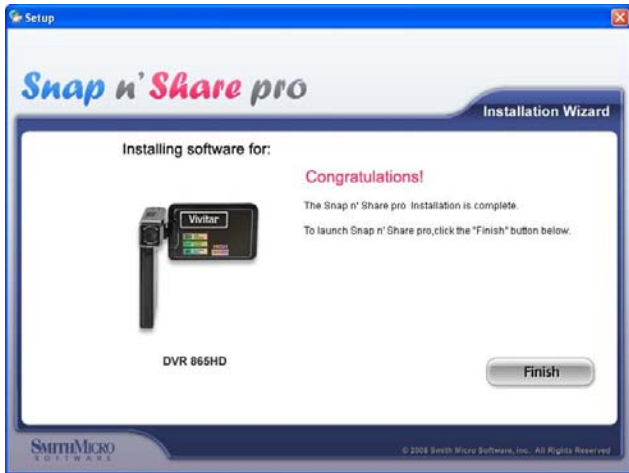 Setup
Snap n' Share pro
Installation Wizard
Installing software for:
Congratulations!
The Snap n' Share pro Installation is complete.
To launch Snap n' Share pro,click the "Finish" button below.
Vivitar
HIGH
DVR 865HD
Finish
SMITHMICRO
SOFTWARE
© 2008 Smith Micro Software, Inc. All Rights Reserved